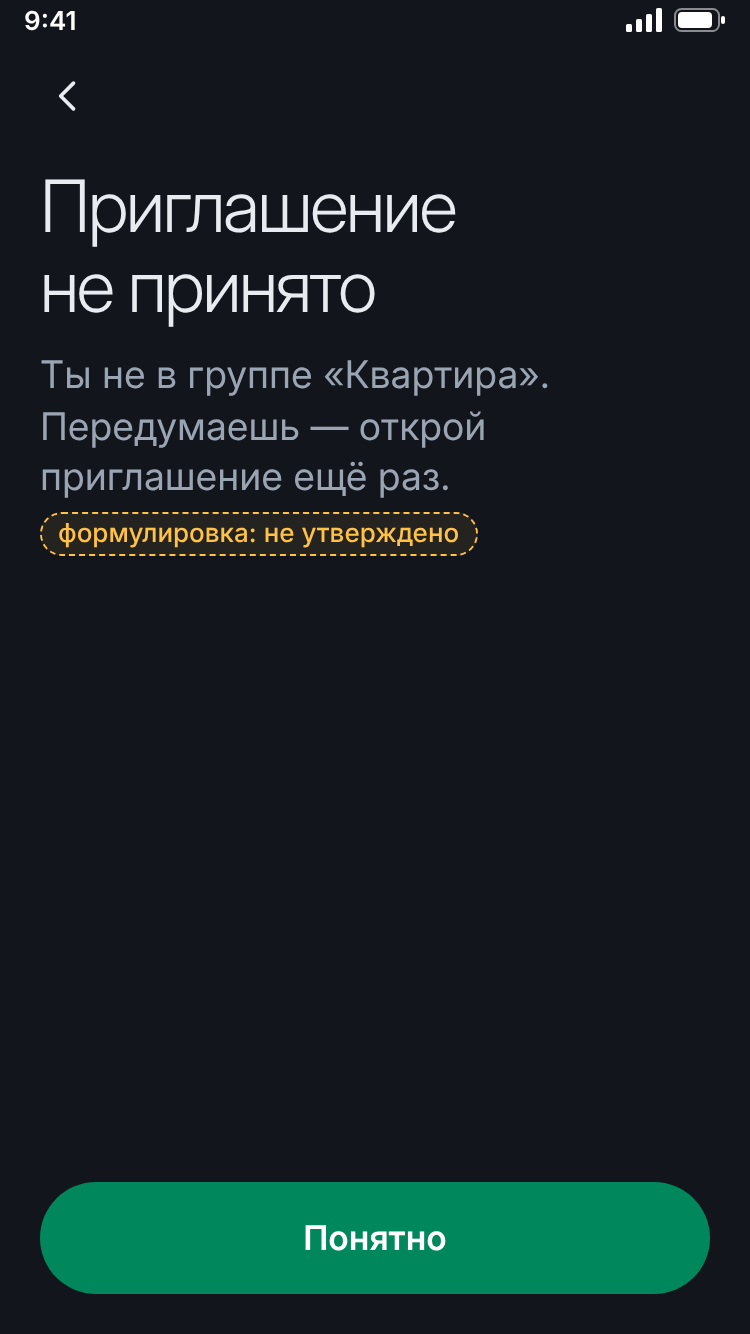 9:41
Приглашение
не принято
Ты не в группе «Квартира».
Передумаешь — открой
приглашение ещё раз.
формулировка: не утверждено
Понятно